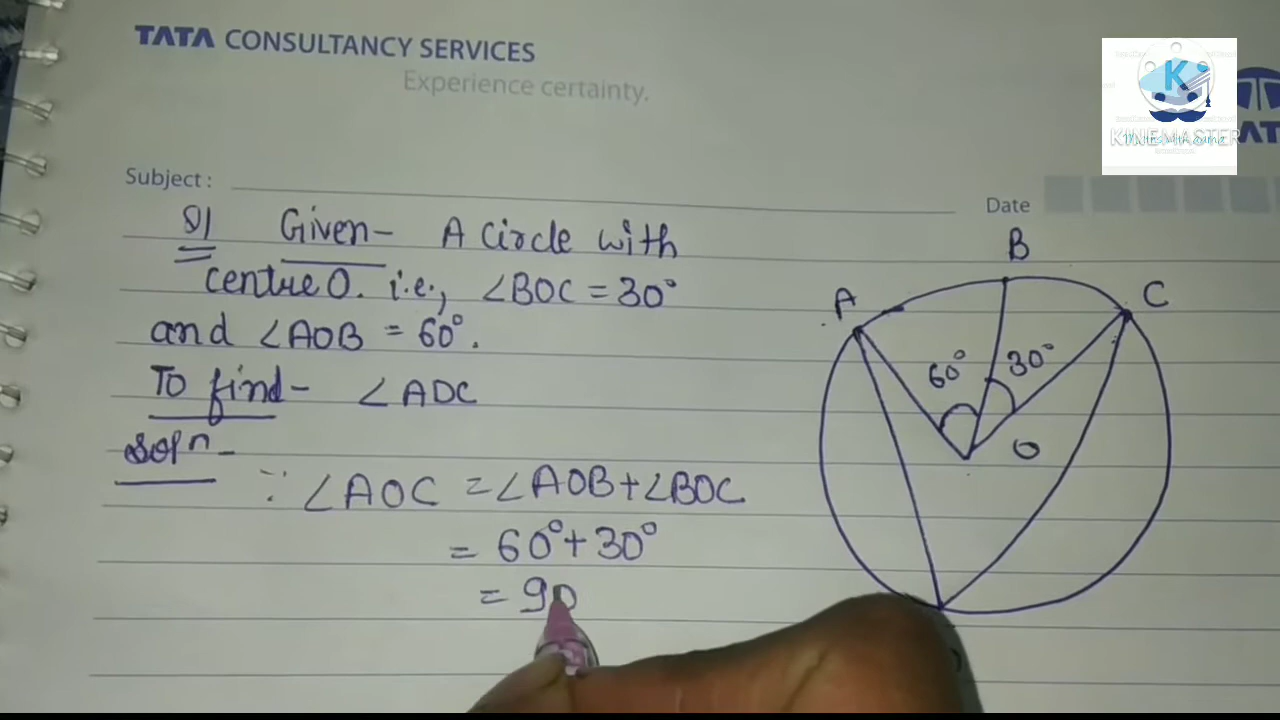 TATA CONSULTANCY SERVICES
Experience certainty.
KINEMASTER
Subject :
Date
Q1 Given- A Circle with
centre O. i.e., ∠BOC = 30°
and ∠AOB = 60°.
To find- ∠ADC
Solⁿ-
∵ ∠AOC = ∠AOB + ∠BOC
= 60° + 30°
= 90
B
A
C
60°
30°
O